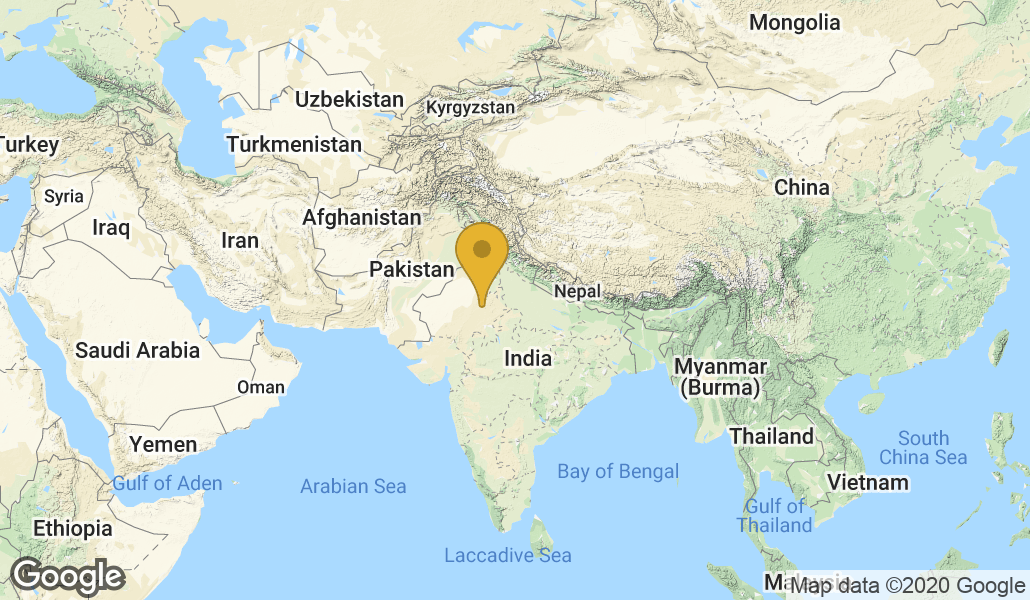 Mongolia
Uzbekistan
Kyrgyzstan
Turkey
Turkmenistan
China
Syria
Afghanistan
Iraq
Iran
Pakistan
Nepal
Saudi Arabia
India
Myanmar
(Burma)
Oman
Thailand
Yemen
South
China Sea
Bay of Bengal
Gulf of Aden
Arabian Sea
Vietnam
Gulf of
Thailand
Ethiopia
Laccadive Sea
Google
Malaysia
Map data ©2020 Google